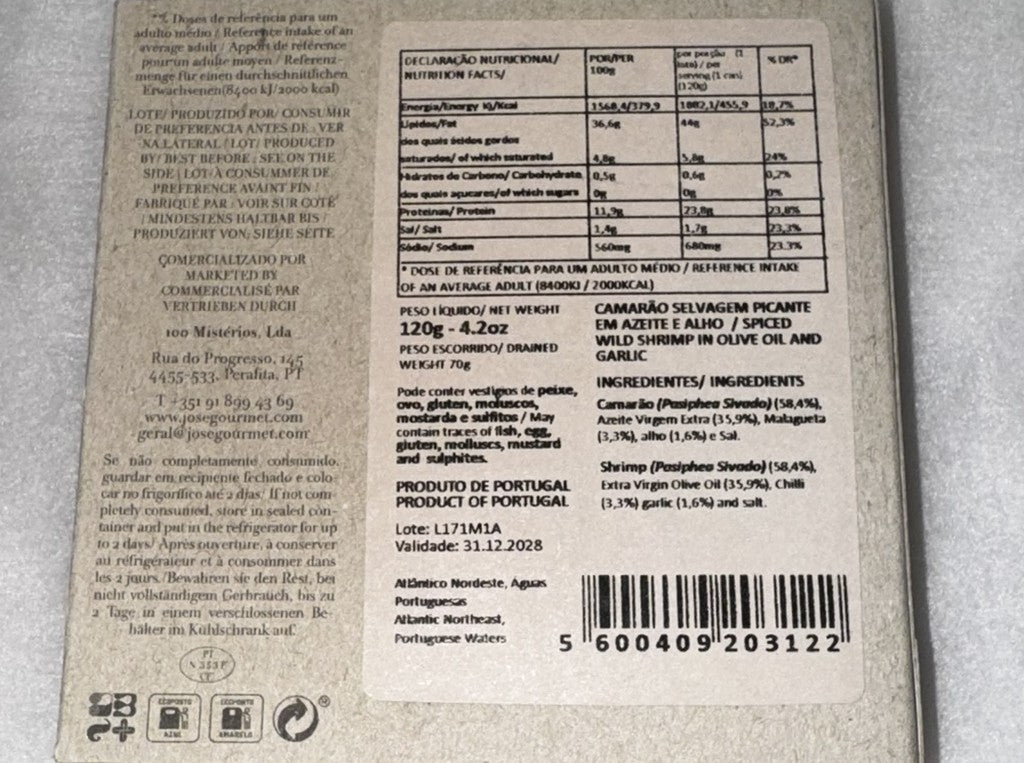 *% Doses de referência para um
adulto médio / Reference intake of an
average adult / Apport de référence
pour un adulte moyen / Referenz-
menge für einen durchschnittlichen
Erwachsenen(8400 kJ/2000 kcal)
LOTE/ PRODUZIDO POR/ CONSUMIR
DE PREFERENCIA ANTES DE : VER
NA LATERAL / LOT/ PRODUCED
BY/ BEST BEFORE : SEE ON THE
SIDE | LOT/À CONSUMMER DE
PREFERENCE AVAINT FIN /
FABRIQUÉ PAR : VOIR SUR COTÉ
| MINDESTENS HALTBAR BIS /
PRODUZIERT VON: SIEHE SEITE
COMERCIALIZADO POR
MARKETED BY
COMMERCIALISÉ PAR
VERTRIEBEN DURCH
100 Mistérios, Lda
Rua do Progresso, 145
4455-533, Perafita, PT
T +351 91 899 43 69
www.josegourmet.com
geral@josegourmet.com
Se não completamente consumido,
guardar em recipiente fechado e colo
car no frigorífico até 2 dias/ If not com-
pletely consumed, store in sealed con-
tainer and put in the refrigerator for up
to 2 days/ Après ouverture, à conserver
au réfrigérateur et à consommer dans
les 2 jours /Bewahren sie den Rest, bei
nicht vollständigem Gerbrauch, bis zu
2 Tage in einem verschlossenen Be-
hälter im Kühlschrank auf.
PT
CE
ECOPONTO ECOPONTO
AZUL AMARELO
®
DECLARAÇÃO NUTRICIONAL/ POR/PER por porção (1 % DR*
NUTRITION FACTS/ 100g lata) / per
serving (1 can)
(120g)
Energia/Energy KJ/Kcal 1568,4/379,9 1882,1/455,9 18,7%
Lípidos/Fat 36,6g 44g 52,3%
dos quais ácidos gordos
saturados/ of which saturated 4,8g 5,8g 24%
Hidratos de Carbono/ Carbohydrate 0,5g 0,6g 0,2%
dos quais açucares/of which sugars 0g 0g 0%
Proteinas/ Protein 11,9g 23,8g 23,8%
Sal/ Salt 1,4g 1,7g 23,3%
Sódio/ Sodium 560mg 680mg 23.3%
* DOSE DE REFERÊNCIA PARA UM ADULTO MÉDIO / REFERENCE INTAKE
OF AN AVERAGE ADULT (8400KJ / 2000KCAL)
PESO LÍQUIDO/ NET WEIGHT
120g - 4.2oz
PESO ESCORRIDO/ DRAINED
WEIGHT 70g
Pode conter vestígios de peixe,
ovo, gluten, moluscos,
mostarda e sulfitos / May
contain traces of fish, egg,
gluten, molluscs, mustard
and sulphites.
PRODUTO DE PORTUGAL
PRODUCT OF PORTUGAL
Lote: L171M1A
Validade: 31.12.2028
Atlântico Nordeste, Águas
Portuguesas
Atlantic Northeast,
Portuguese Waters
CAMARÃO SELVAGEM PICANTE
EM AZEITE E ALHO / SPICED
WILD SHRIMP IN OLIVE OIL AND
GARLIC
INGREDIENTES/ INGREDIENTS
Camarão (Pasiphea Sivado) (58,4%),
Azeite Virgem Extra (35,9%), Malagueta
(3,3%), alho (1,6%) e Sal.
Shrimp (Pasiphea Sivado) (58,4%),
Extra Virgin Olive Oil (35,9%), Chilli
(3,3%) garlic (1,6%) and salt.
5 600409 203122